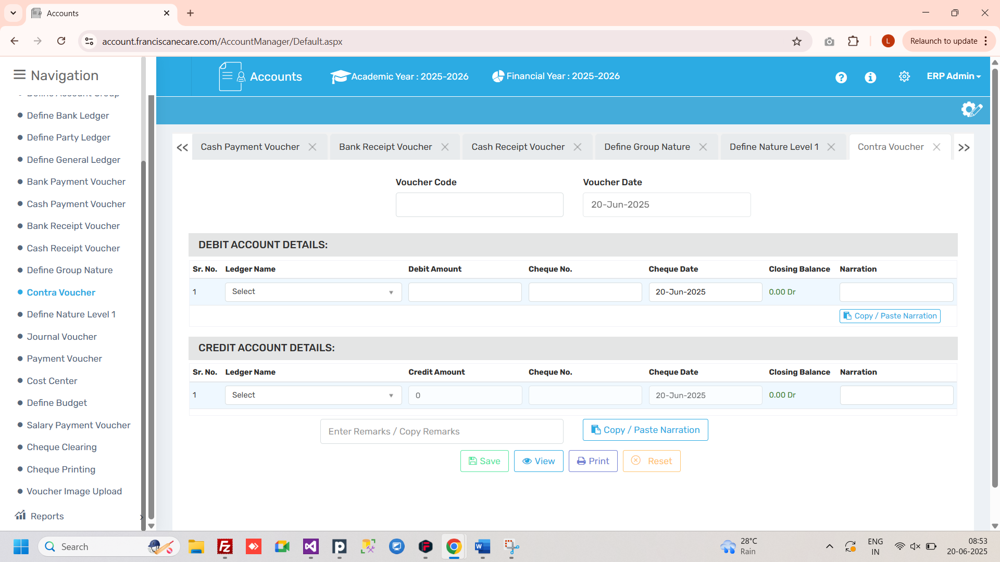 Accounts
account.franciscanecare.com/AccountManager/Default.aspx
L
Relaunch to update
Navigation
Accounts
Academic Year : 2025-2026
Financial Year : 2025-2026
ERP Admin
Define Account Group
Define Bank Ledger
Define Party Ledger
Define General Ledger
Bank Payment Voucher
Cash Payment Voucher
Bank Receipt Voucher
Cash Receipt Voucher
Define Group Nature
Contra Voucher
Define Nature Level 1
Journal Voucher
Payment Voucher
Cost Center
Define Budget
Salary Payment Voucher
Cheque Clearing
Cheque Printing
Voucher Image Upload
Reports
<< Cash Payment Voucher Bank Receipt Voucher Cash Receipt Voucher Define Group Nature Define Nature Level 1 Contra Voucher >>
Voucher Code Voucher Date
20-Jun-2025
DEBIT ACCOUNT DETAILS:
Sr. No. Ledger Name Debit Amount Cheque No. Cheque Date Closing Balance Narration
1 Select 20-Jun-2025 0.00 Dr
Copy / Paste Narration
CREDIT ACCOUNT DETAILS:
Sr. No. Ledger Name Credit Amount Cheque No. Cheque Date Closing Balance Narration
1 Select 0 20-Jun-2025 0.00 Dr
Enter Remarks / Copy Remarks Copy / Paste Narration
Save View Print Reset
Search
28°C
Rain
ENG
IN
08:53
20-06-2025